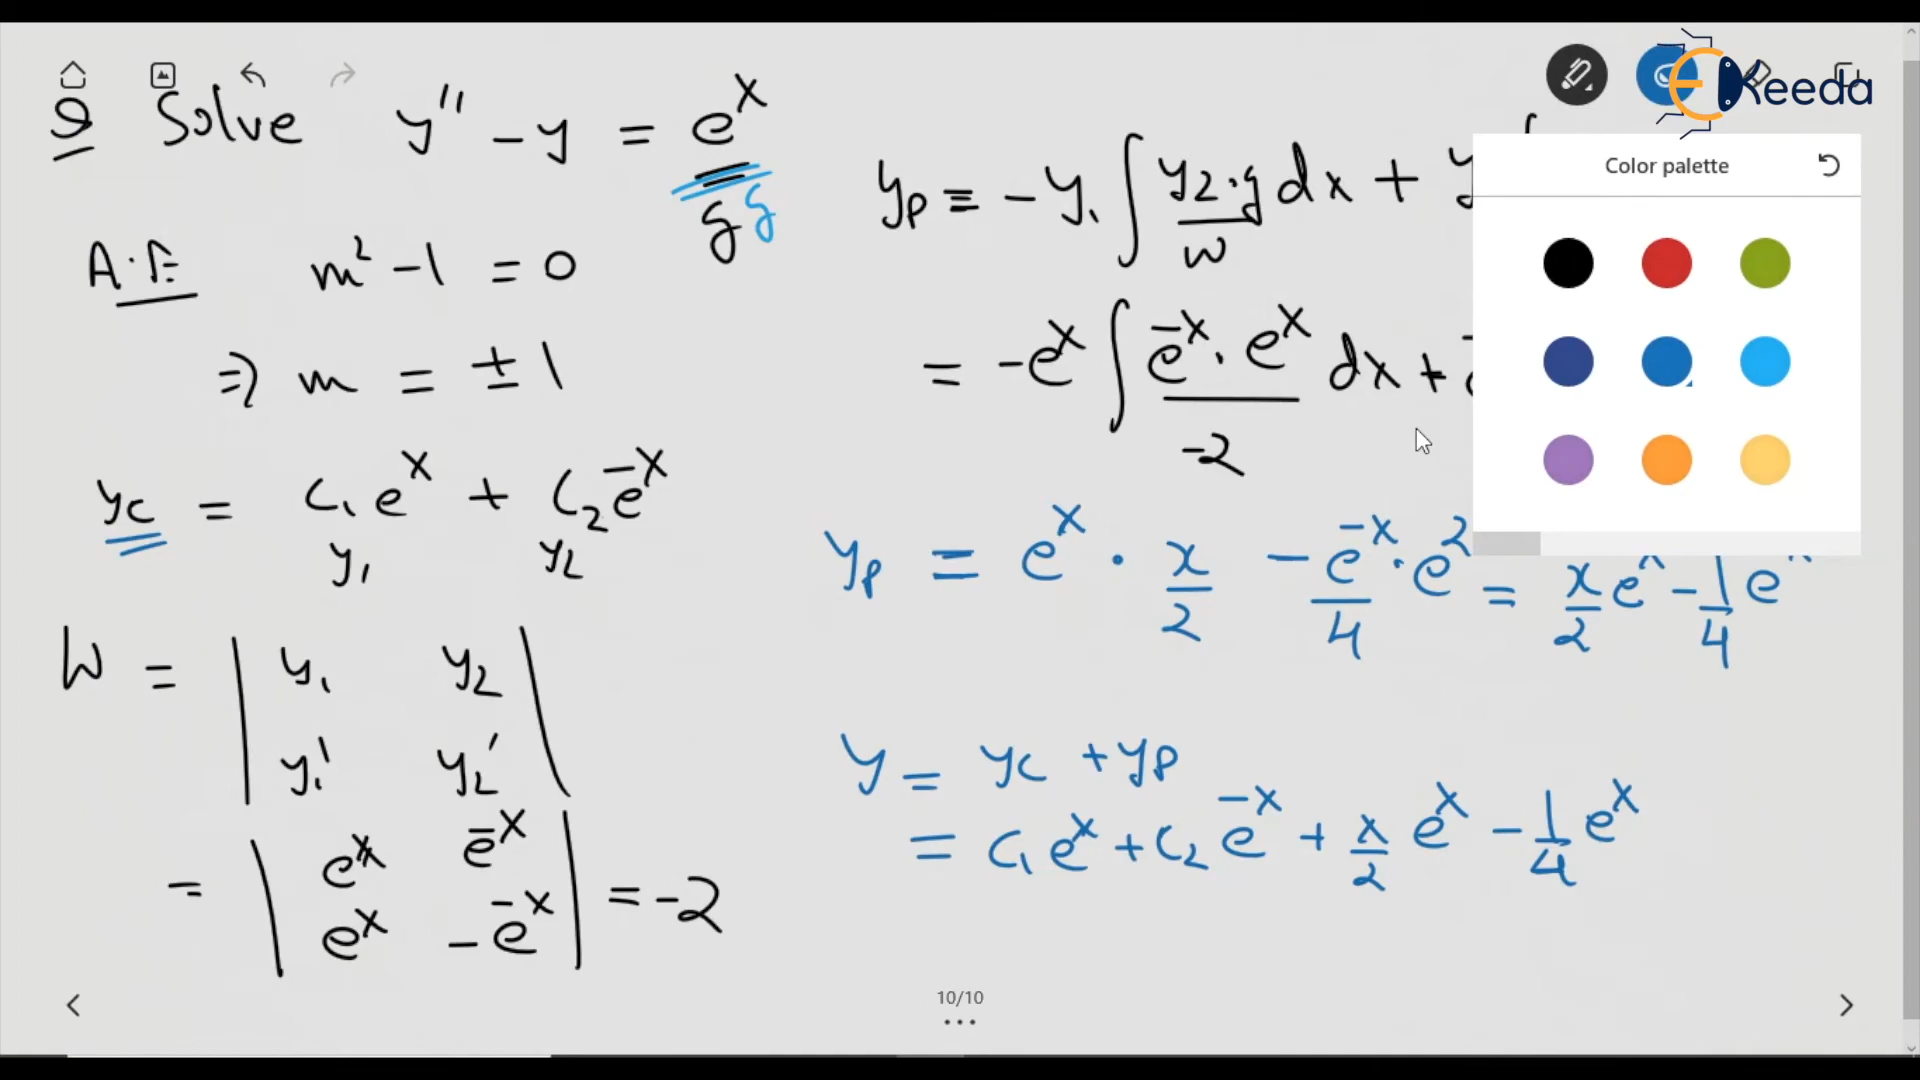 Q Solve y'' - y = e^x
g g
A.E m² - 1 = 0
⇒ m = ± 1
yc = c₁ e^x + c₂ e^-x
y₁ y₂
W = | y₁ y₂ |
| y₁' y₂' |
= | e^x e^-x |
| e^x - e^-x | = -2
yp = - y₁ ∫ y₂.g/w dx + y
= - e^x ∫ e^-x . e^x / -2 dx +
yp = e^x . x/2 - e^-x/4 . e^2 = x/2 e^x - 1/4 e^x
y = yc + yp
= c₁ e^x + c₂ e^-x + x/2 e^x - 1/4 e^x
Keeda
Color palette
10/10